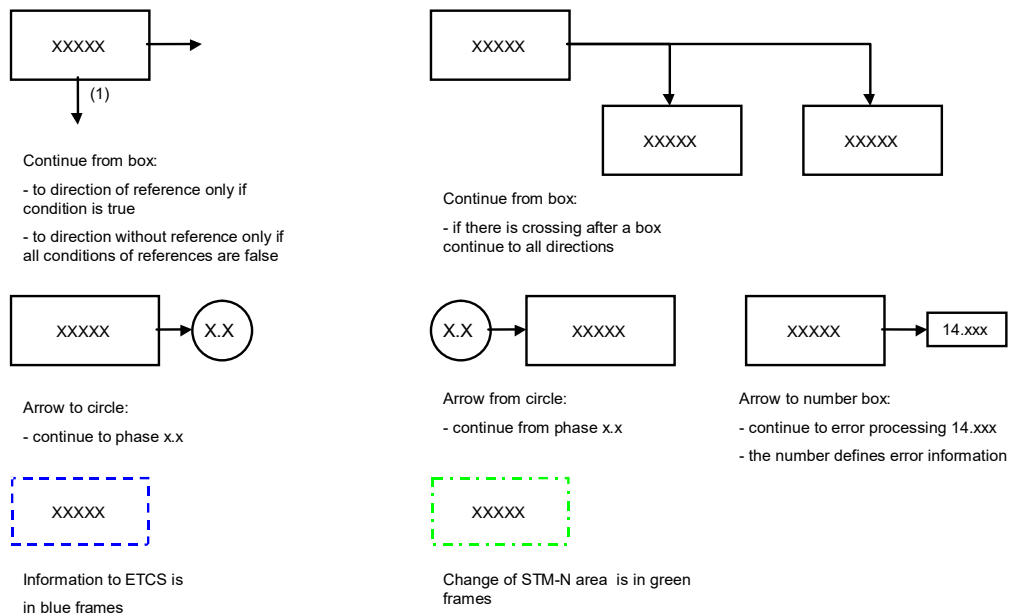 XXXXX
(1)
Continue from box:
- to direction of reference only if
condition is true
- to direction without reference only if
all conditions of references are false
XXXXX
XXXXX
XXXXX
Continue from box:
- if there is crossing after a box
continue to all directions
XXXXX
X.X
Arrow to circle:
- continue to phase x.x
X.X
XXXXX
Arrow from circle:
- continue from phase x.x
XXXXX
14.xxx
Arrow to number box:
- continue to error processing 14.xxx
- the number defines error information
XXXXX
Information to ETCS is
in blue frames
XXXXX
Change of STM-N area is in green
frames